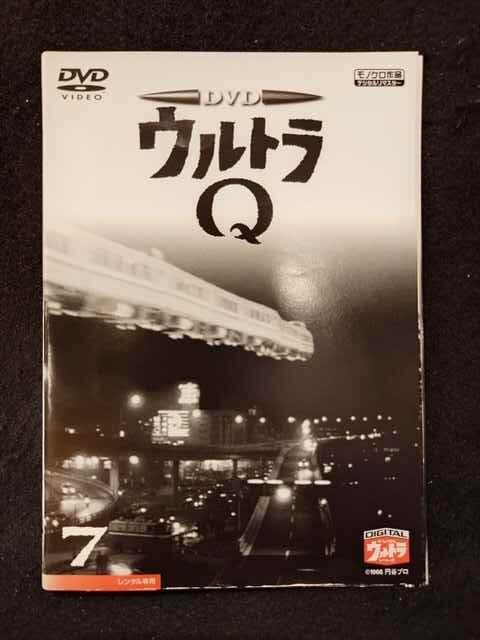 DVD
VIDEO
モノクロ作品
デジタルリマスター
DVD
ウルトラ
Q
7
DIGITAL
ウルトラ
レンタル専用
©1966 円谷プロ